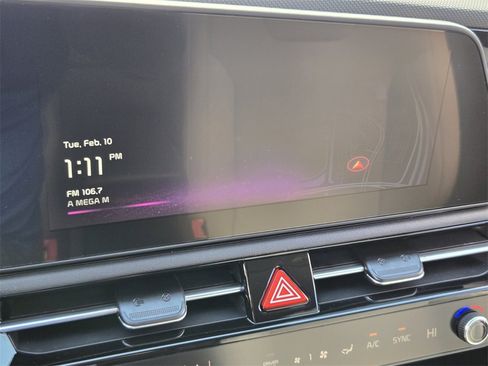 Tue, Feb. 10
1:11 PM
FM 106.7
A MEGA M
A/C
SYNC
HI